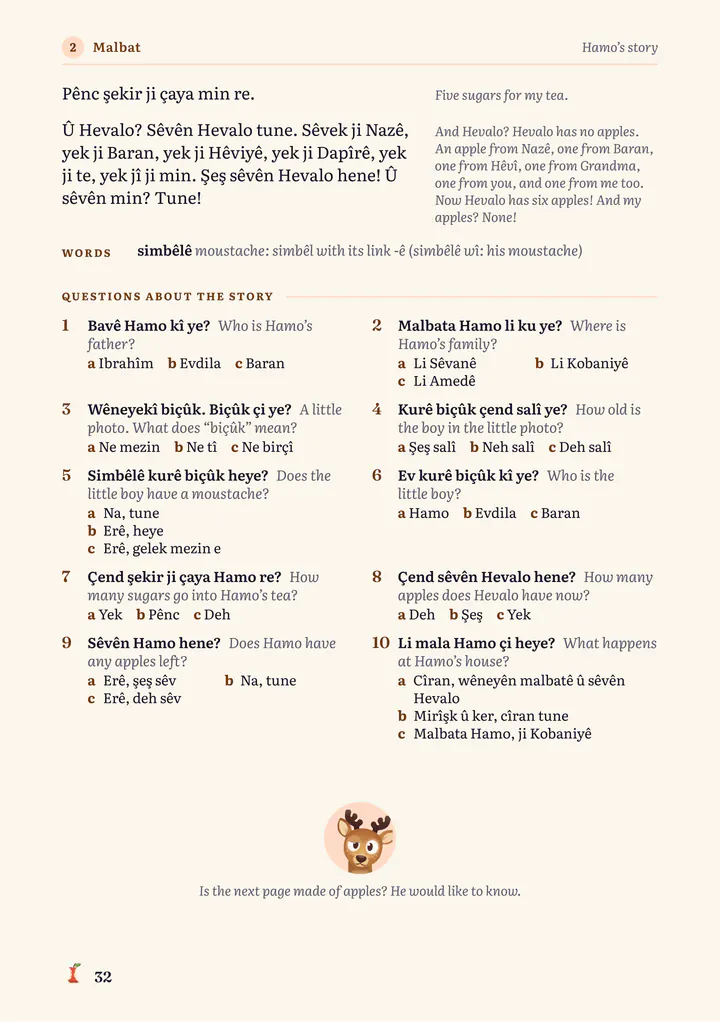 2 Malbat
Hamo's story
Pênc şekir ji çaya min re.
Five sugars for my tea.
Û Hevalo? Sêvên Hevalo tune. Sêvek ji Nazê,
yek ji Baran, yek ji Hêviyê, yek ji Dapîrê, yek
ji te, yek jî ji min. Şeş sêvên Hevalo hene! Û
sêvên min? Tune!
And Hevalo? Hevalo has no apples.
An apple from Nazê, one from Baran,
one from Hêvî, one from Grandma,
one from you, and one from me too.
Now Hevalo has six apples! And my
apples? None!
WORDS simbêlê moustache: simbêl with its link -ê (simbêlê wî: his moustache)
QUESTIONS ABOUT THE STORY
1 Bavê Hamo kî ye? Who is Hamo's
father?
a Ibrahîm b Evdila c Baran
2 Malbata Hamo li ku ye? Where is
Hamo's family?
a Li Sêvanê b Li Kobaniyê
c Li Amedê
3 Wêneyekî biçûk. Biçûk çi ye? A little
photo. What does "biçûk" mean?
a Ne mezin b Ne tî c Ne birçî
4 Kurê biçûk çend salî ye? How old is
the boy in the little photo?
a Şeş salî b Neh salî c Deh salî
5 Simbêlê kurê biçûk heye? Does the
little boy have a moustache?
a Na, tune
b Erê, heye
c Erê, gelek mezin e
6 Ev kurê biçûk kî ye? Who is the
little boy?
a Hamo b Evdila c Baran
7 Çend şekir ji çaya Hamo re? How
many sugars go into Hamo's tea?
a Yek b Pênc c Deh
8 Çend sêvên Hevalo hene? How many
apples does Hevalo have now?
a Deh b Şeş c Yek
9 Sêvên Hamo hene? Does Hamo have
any apples left?
a Erê, şeş sêv b Na, tune
c Erê, deh sêv
10 Li mala Hamo çi heye? What happens
at Hamo's house?
a Cîran, wêneyên malbatê û sêvên
Hevalo
b Mirîşk û ker, cîran tune
c Malbata Hamo, ji Kobaniyê
Is the next page made of apples? He would like to know.
32